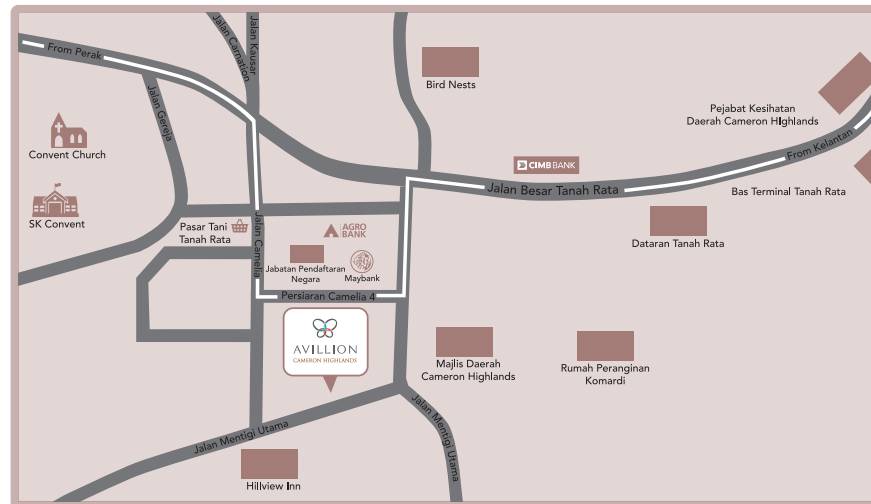 From Perak
Jalan Carnation
Jalan Kausar
Jalan Gereja
Bird Nests
Pejabat Kesihatan
Daerah Cameron Highlands
From Kelantan
CIMB BANK
Jalan Besar Tanah Rata
Bas Terminal Tanah Rata
Convent Church
SK Convent
Pasar Tani
Tanah Rata
Jalan Camelia
AGRO
BANK
Jabatan Pendaftaran
Negara
Maybank
Dataran Tanah Rata
Persiaran Camelia 4
AVILLION
CAMERON HIGHLANDS
Majlis Daerah
Cameron Highlands
Rumah Peranginan
Komardi
Jalan Mentigi Utama
Jalan Mentigi Utama
Hillview Inn